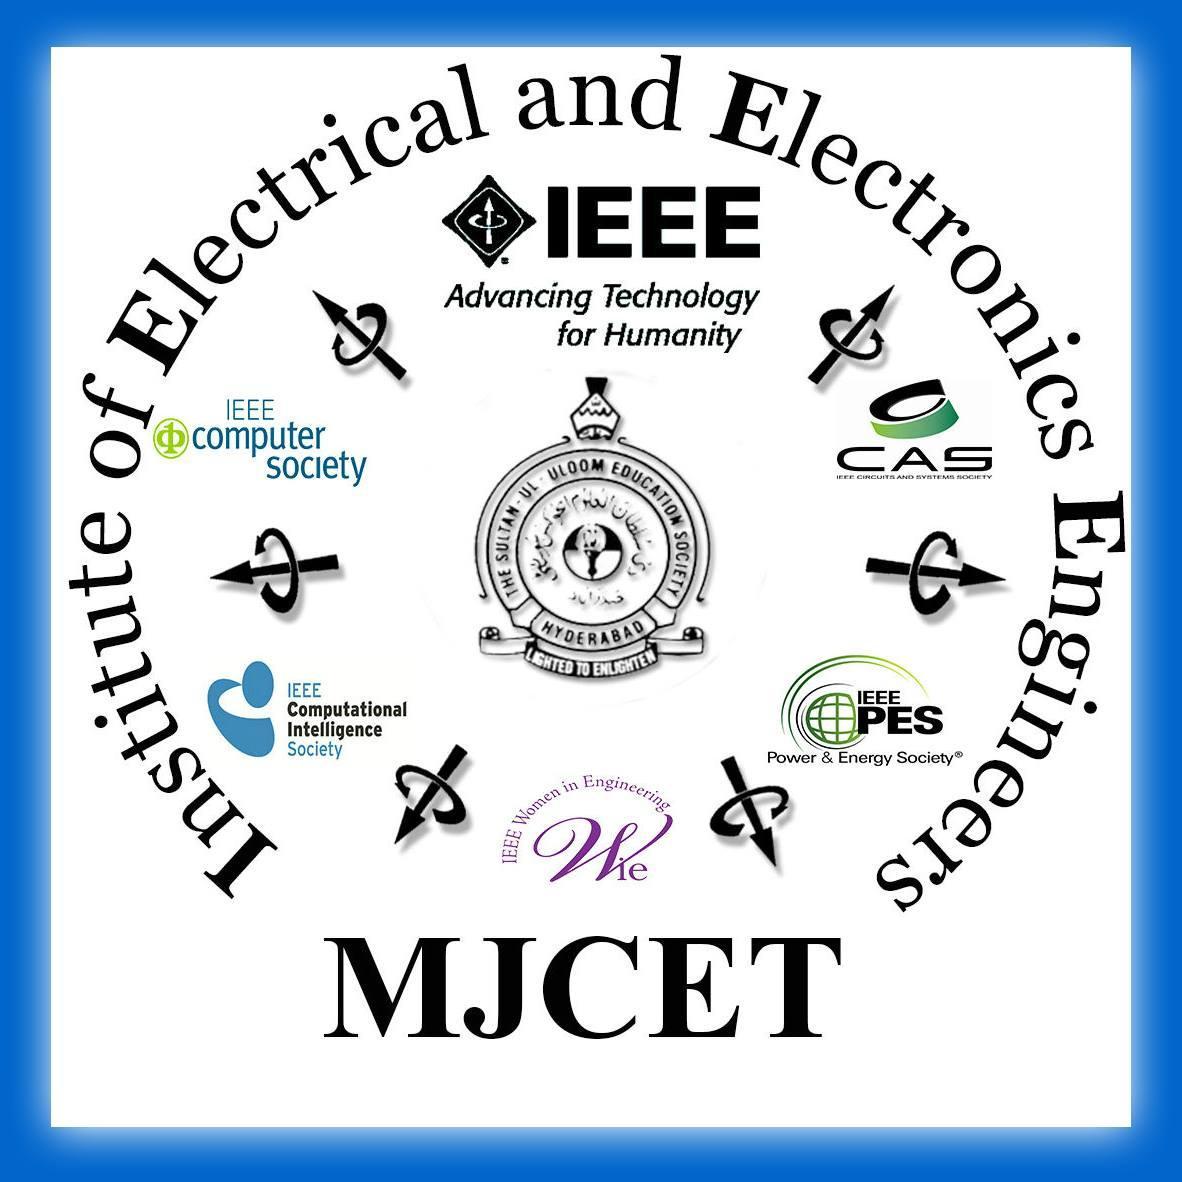 Institute of Electrical and Electronics Engineers
IEEE
Advancing Technology
for Humanity
IEEE
computer
society
CAS
IEEE CIRCUITS AND SYSTEMS SOCIETY
THE SULTAN-UL-ULOOM EDUCATION SOCIETY
HYDERABAD
LIGHTED TO ENLIGHTEN
IEEE
Computational
Intelligence
Society
IEEE
PES
Power & Energy Society®
IEEE Women in Engineering
Wie
MJCET